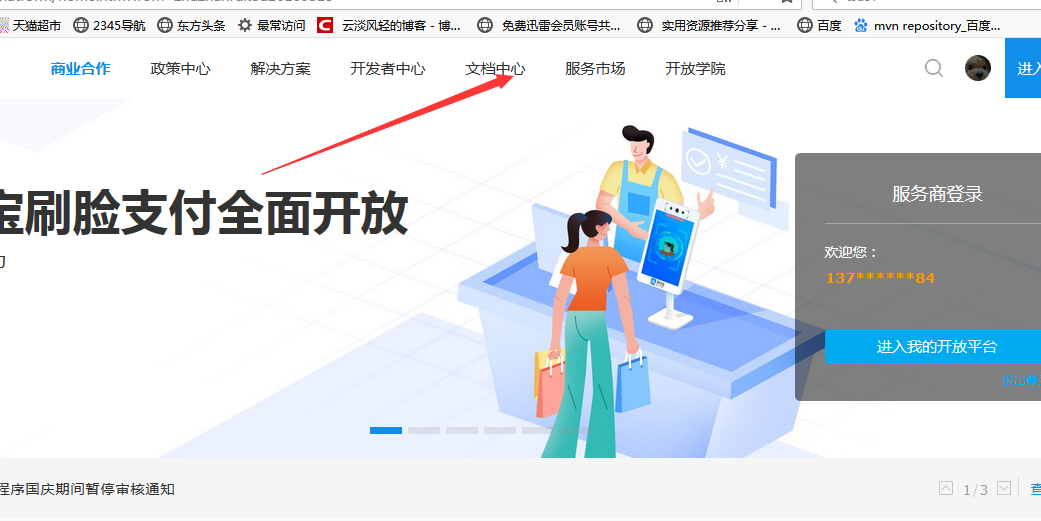 天猫超市 2345导航 东方头条 最常访问 云淡风轻的博客 - 博... 免费迅雷会员账号共... 实用资源推荐分享 - ... 百度 mvn repository_百度...
商业合作 政策中心 解决方案 开发者中心 文档中心 服务市场 开放学院 进入
宝刷脸支付全面开放
服务商登录
欢迎您：
137******84
进入我的开放平台
程序国庆期间暂停审核通知 1/3 查